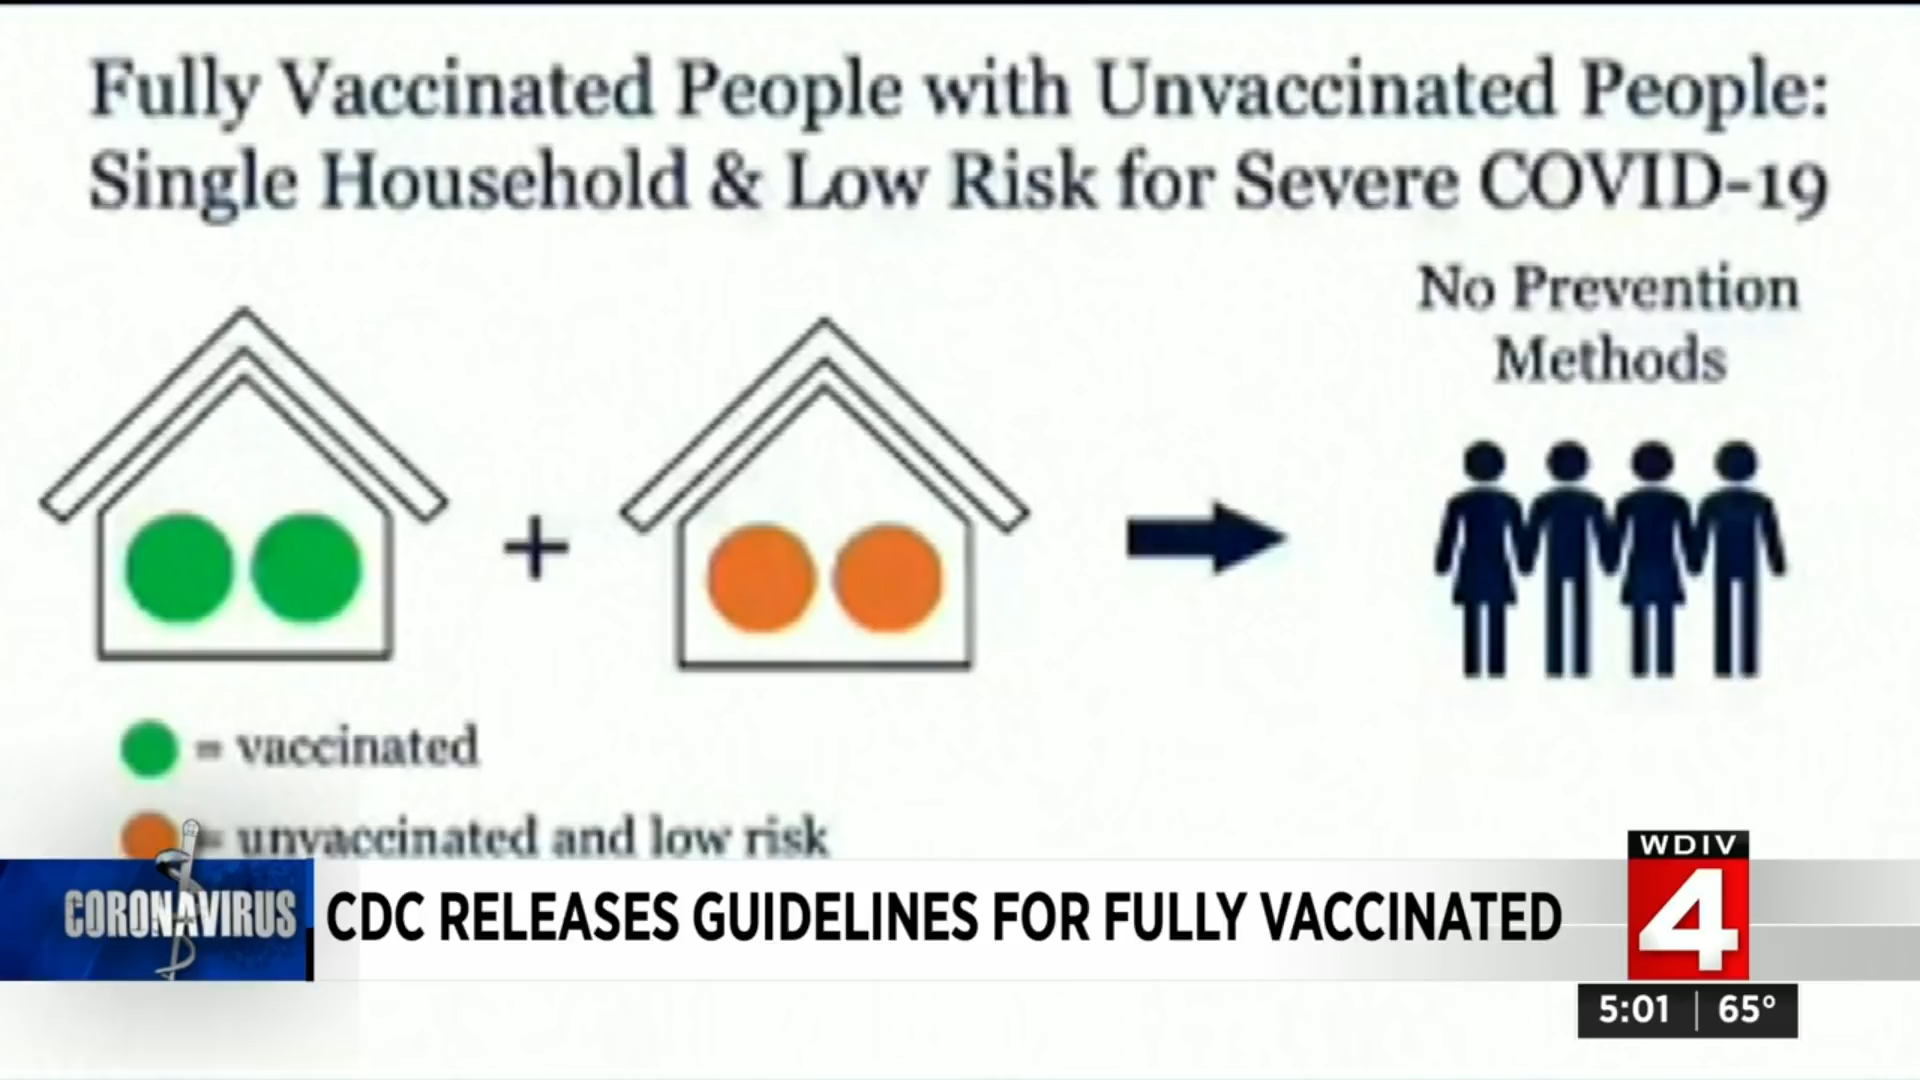 Fully Vaccinated People with Unvaccinated People:
Single Household & Low Risk for Severe COVID-19
No Prevention
Methods
+
= vaccinated
= unvaccinated and low risk
CORONAVIRUS
CDC RELEASES GUIDELINES FOR FULLY VACCINATED
WDIV
4
5:01 | 65°